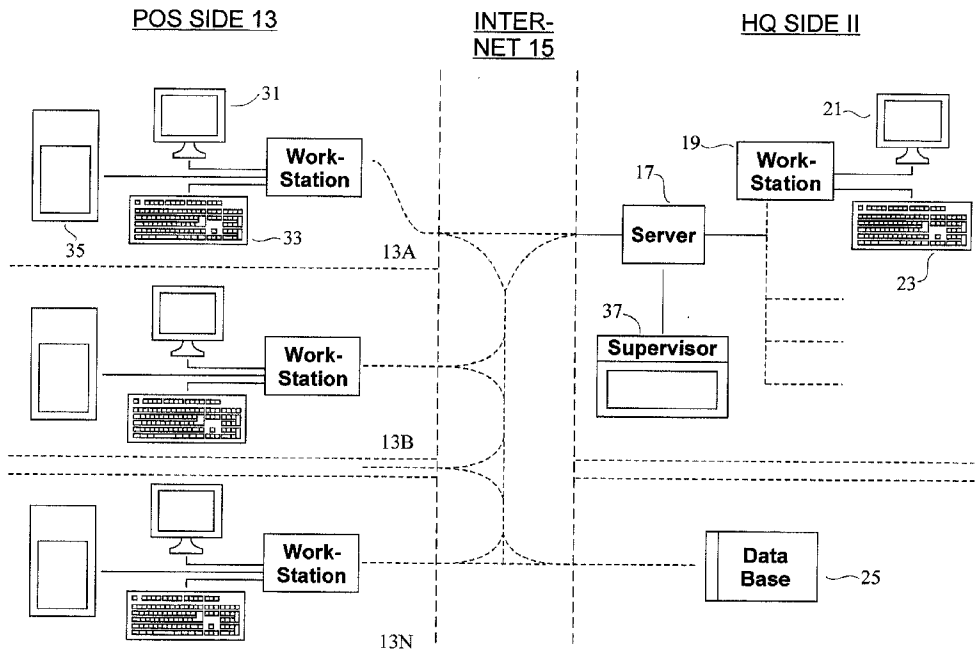 POS SIDE 13
INTER-
NET 15
HQ SIDE II
31
Work-
Station
35
33
13A
21
19
Work-
Station
17
Server
23
37
Supervisor
Work-
Station
13B
Work-
Station
13N
Data
Base
25